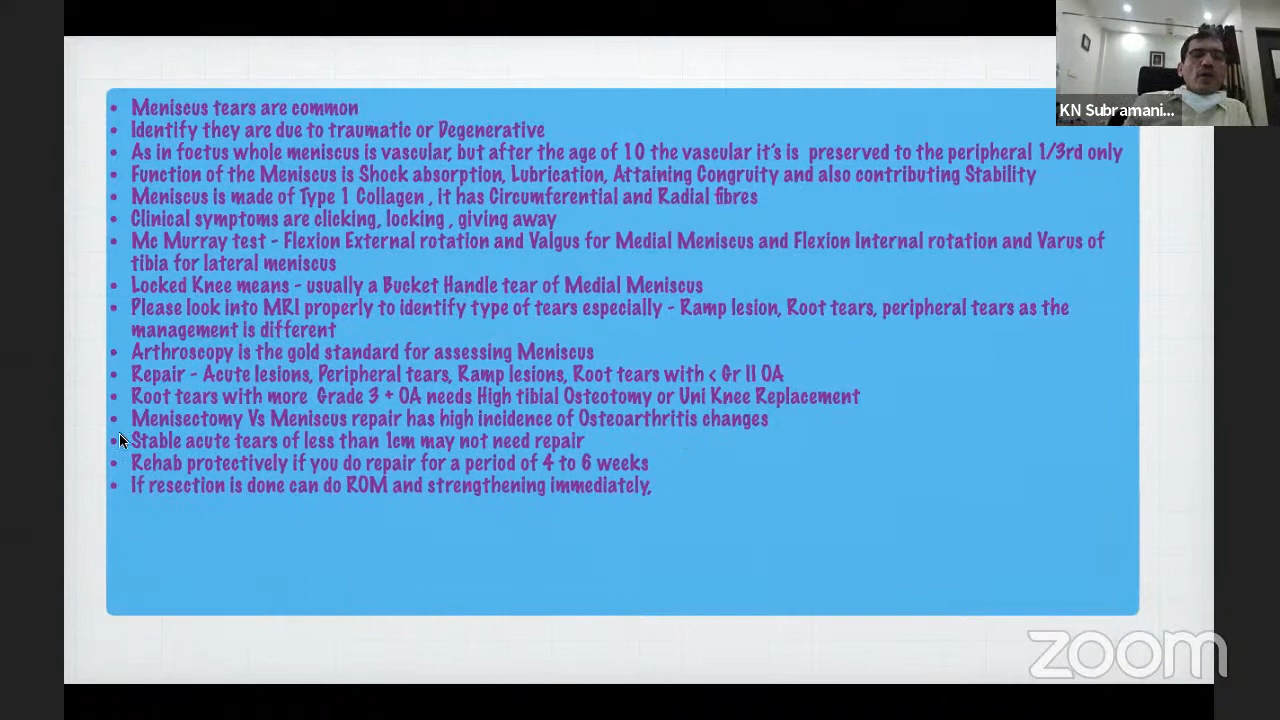 KN Subramani...
• Meniscus tears are common
• Identify they are due to traumatic or Degenerative
• As in foetus whole meniscus is vascular, but after the age of 10 the vascular it's is preserved to the peripheral 1/3rd only
• Function of the Meniscus is Shock absorption, Lubrication, Attaining Congruity and also contributing Stability
• Meniscus is made of Type 1 Collagen , it has Circumferential and Radial fibres
• Clinical symptoms are clicking, locking , giving away
• Mc Murray test - Flexion External rotation and Valgus for Medial Meniscus and Flexion Internal rotation and Varus of
tibia for lateral meniscus
• Locked Knee means - usually a Bucket Handle tear of Medial Meniscus
• Please look into MRI properly to identify type of tears especially - Ramp lesion, Root tears, peripheral tears as the
management is different
• Arthroscopy is the gold standard for assessing Meniscus
• Repair - Acute lesions, Peripheral tears, Ramp lesions, Root tears with < Gr II OA
• Root tears with more Grade 3 + OA needs High tibial Osteotomy or Uni Knee Replacement
• Menisectomy Vs Meniscus repair has high incidence of Osteoarthritis changes
• Stable acute tears of less than 1cm may not need repair
• Rehab protectively if you do repair for a period of 4 to 6 weeks
• If resection is done can do ROM and strengthening immediately,
zoom